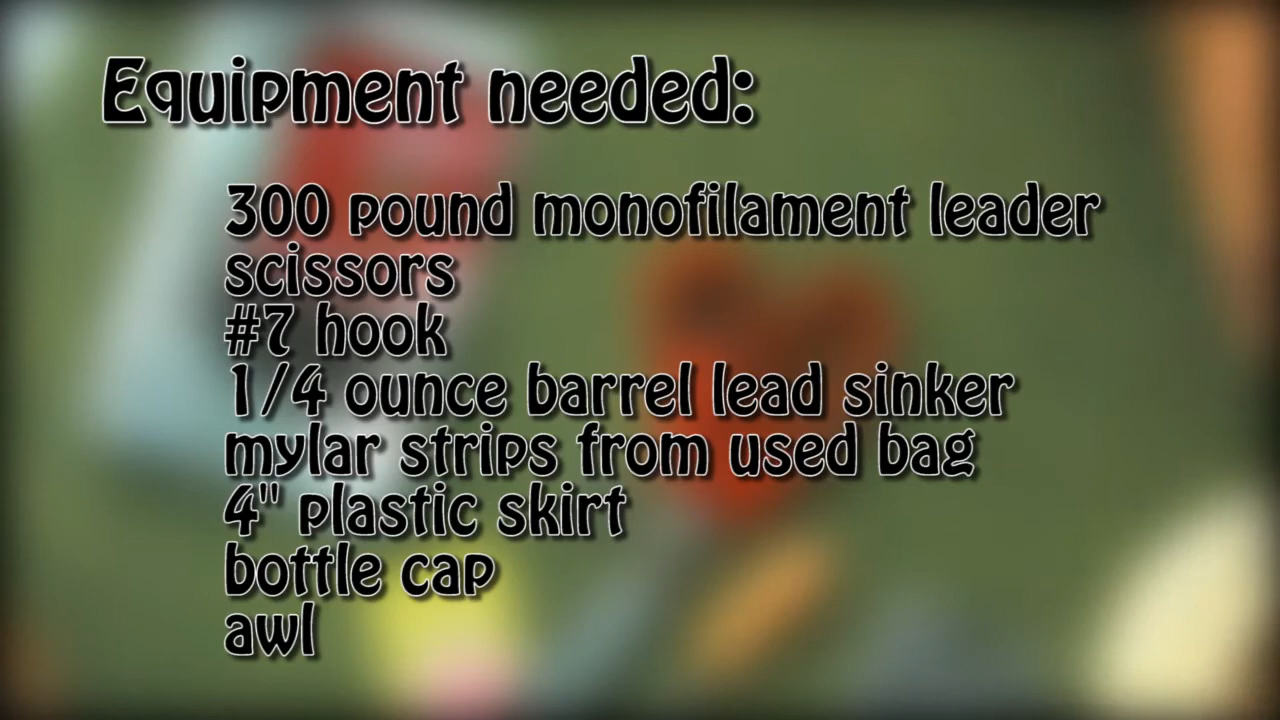 Equipment needed:
300 pound monofilament leader
scissors
#7 hook
1/4 ounce barrel lead sinker
mylar strips from used bag
4" plastic skirt
bottle cap
awl